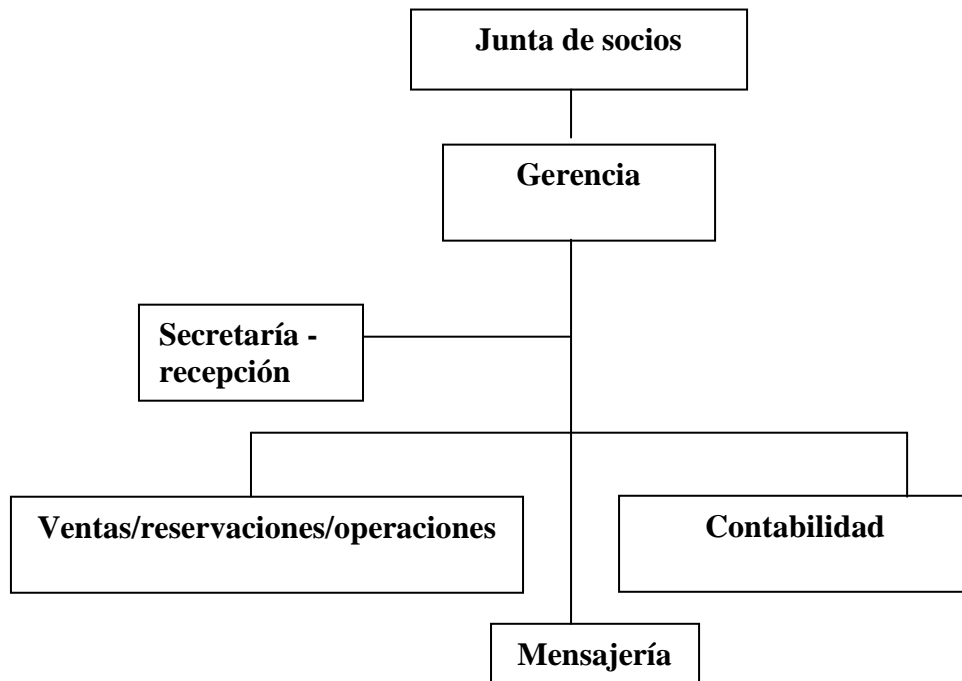 Junta de socios
Gerencia
Secretaría -
recepción
Ventas/reservaciones/operaciones
Contabilidad
Mensajería